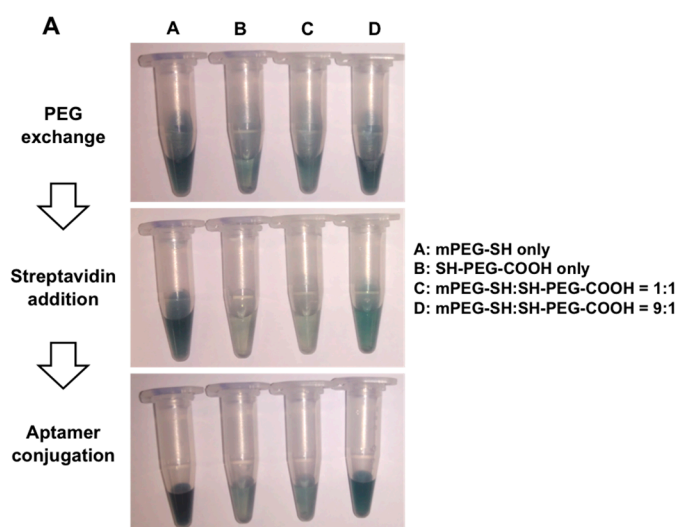 A
A B C D
PEG
exchange
Streptavidin
addition
Aptamer
conjugation
A: mPEG-SH only
B: SH-PEG-COOH only
C: mPEG-SH:SH-PEG-COOH = 1:1
D: mPEG-SH:SH-PEG-COOH = 9:1